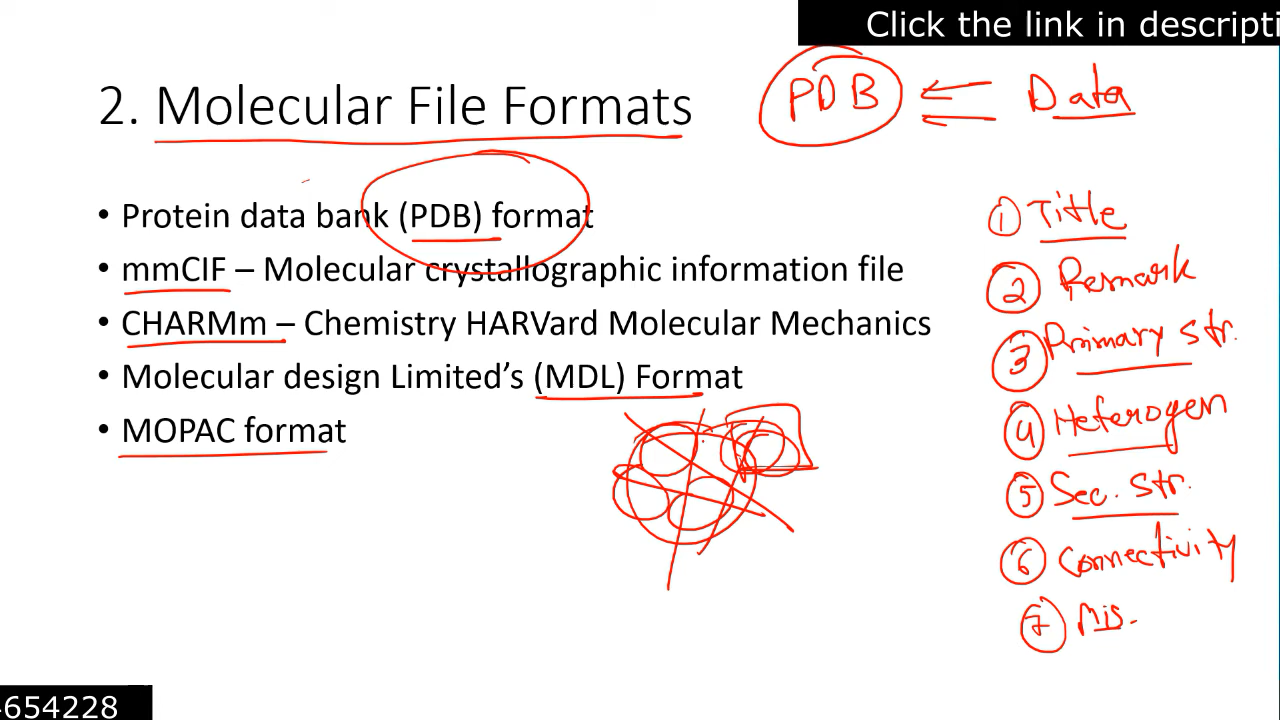 Click the link in descripti
2. Molecular File Formats
PDB Data
• Protein data bank (PDB) format
• mmCIF – Molecular crystallographic information file
• CHARMm – Chemistry HARVard Molecular Mechanics
• Molecular design Limited's (MDL) Format
• MOPAC format
1 Title
2 Remark
3 Primary str.
4 Heterogen
5 Sec. str.
6 Connectivity
7 Mis.
654228